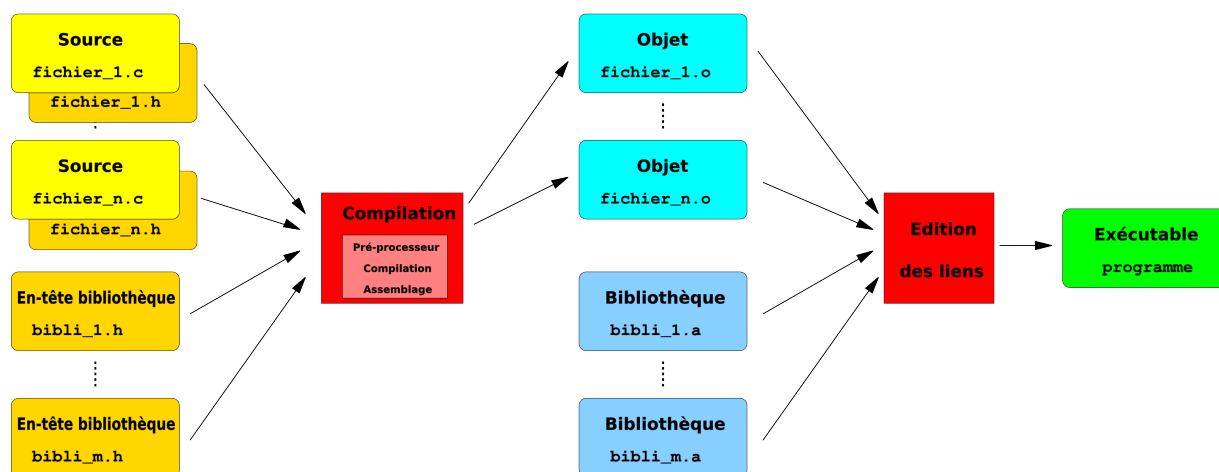 Source
fichier_1.c
fichier_1.h
Source
fichier_n.c
fichier_n.h
En-tête bibliothèque
bibli_1.h
En-tête bibliothèque
bibli_m.h
Compilation
Pré-processeur
Compilation
Assemblage
Objet
fichier_1.o
Objet
fichier_n.o
Bibliothèque
bibli_1.a
Bibliothèque
bibli_m.a
Edition
des liens
Exécutable
programme